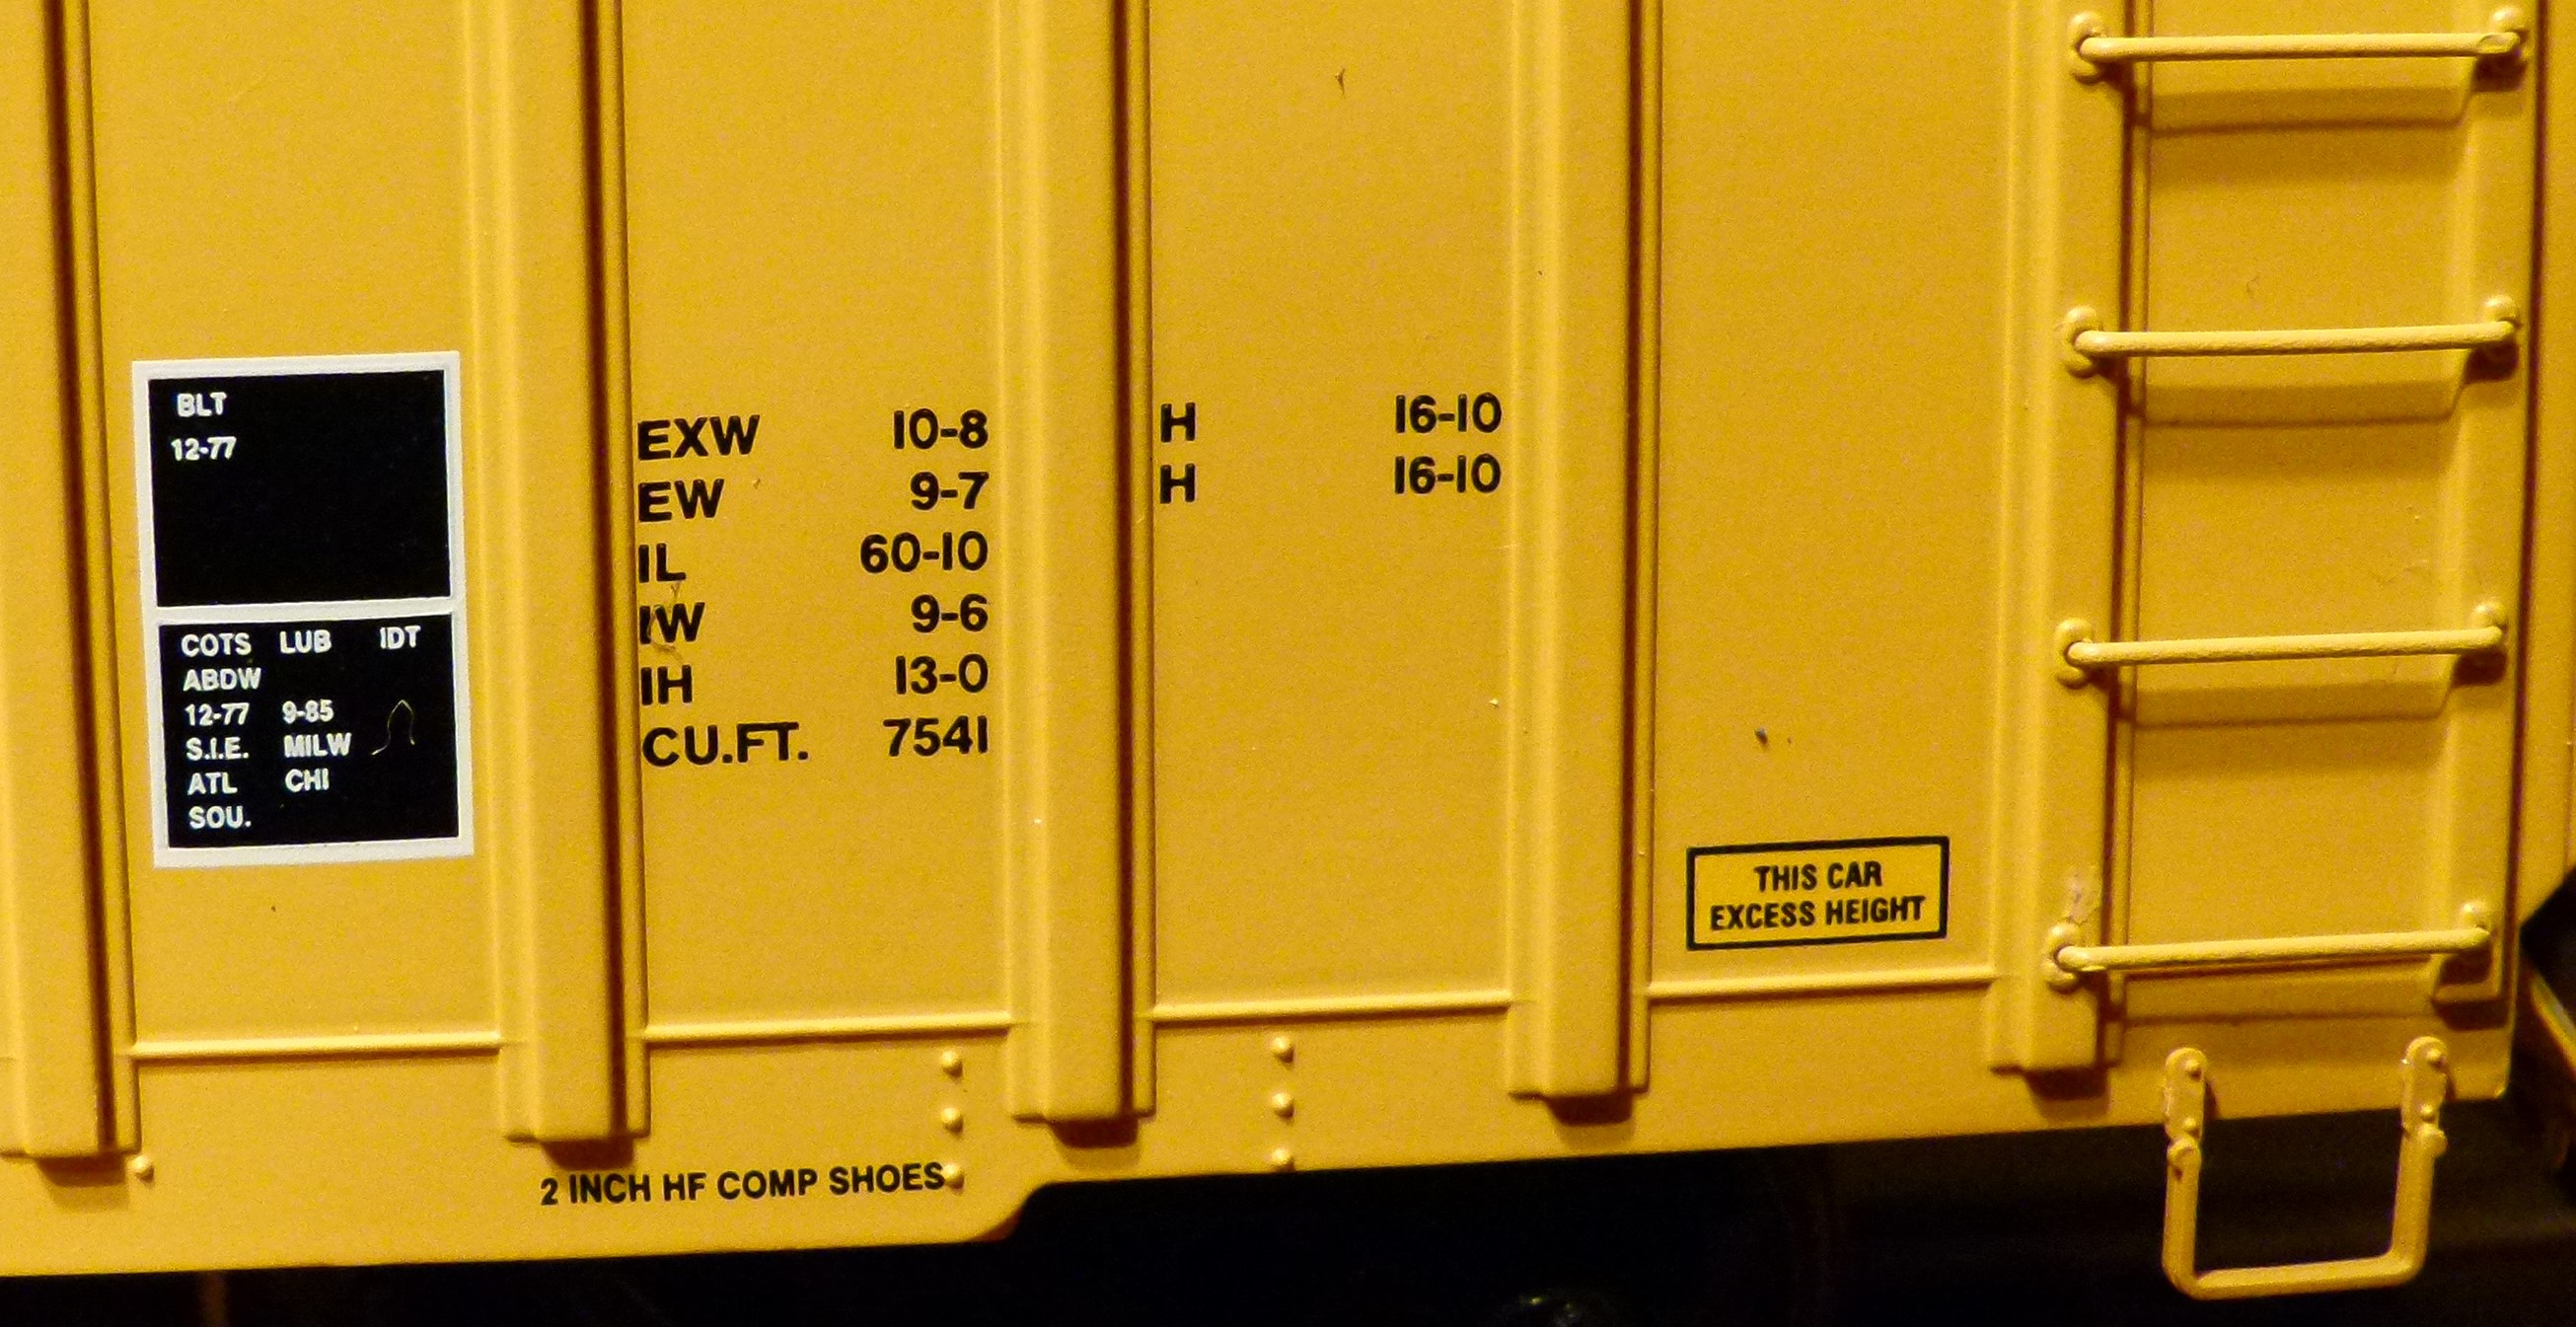 BLT
12-77
COTS LUB IDT
ABDW
12-77 9-85
S.I.E. MILW
ATL CHI
SOU.
EXW 10-8
EW 9-7
IL 60-10
IW 9-6
IH 13-0
CU.FT. 7541
H 16-10
H 16-10
THIS CAR
EXCESS HEIGHT
2 INCH HF COMP SHOES